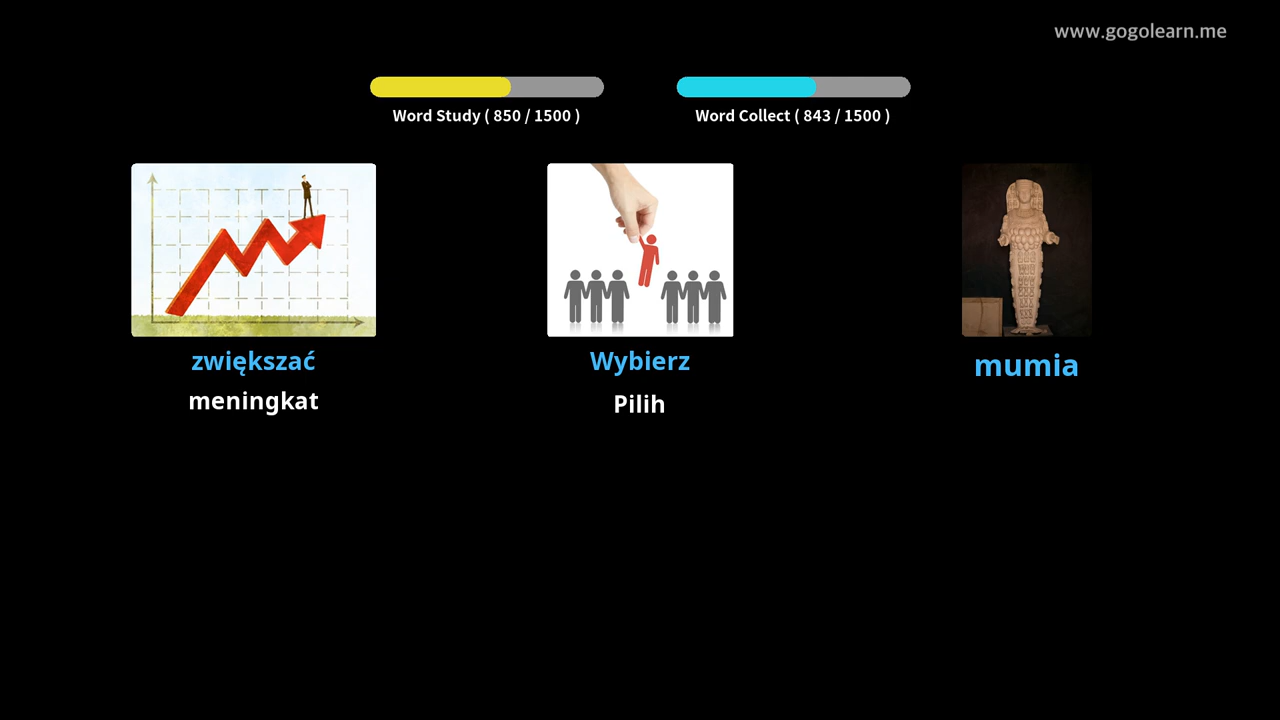 www.gogolearn.me
Word Study ( 850 / 1500 )
Word Collect ( 843 / 1500 )
zwiększać
meningkat
Wybierz
Pilih
mumia